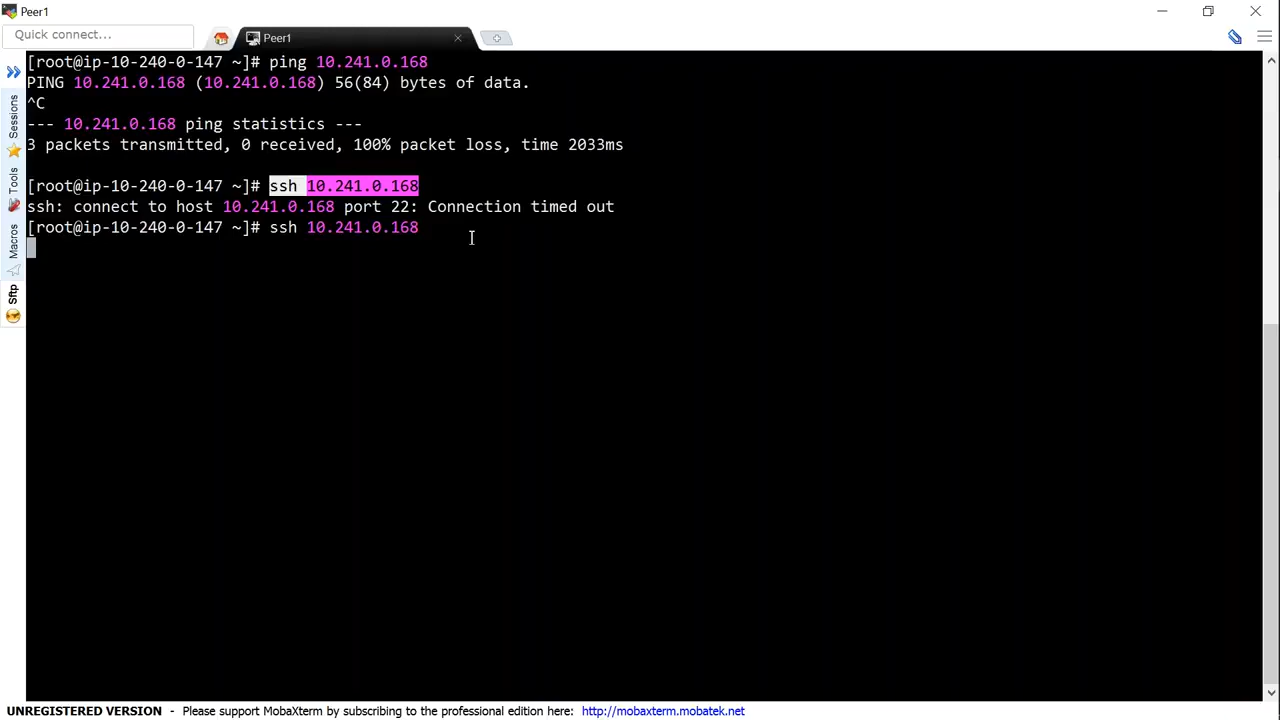 Peer1
Quick connect...
Peer1
[root@ip-10-240-0-147 ~]# ping 10.241.0.168
PING 10.241.0.168 (10.241.0.168) 56(84) bytes of data.
^C
--- 10.241.0.168 ping statistics ---
3 packets transmitted, 0 received, 100% packet loss, time 2033ms
[root@ip-10-240-0-147 ~]# ssh 10.241.0.168
ssh: connect to host 10.241.0.168 port 22: Connection timed out
[root@ip-10-240-0-147 ~]# ssh 10.241.0.168
Sessions
Tools
Macros
Sftp
UNREGISTERED VERSION - Please support MobaXterm by subscribing to the professional edition here: http://mobaxterm.mobatek.net